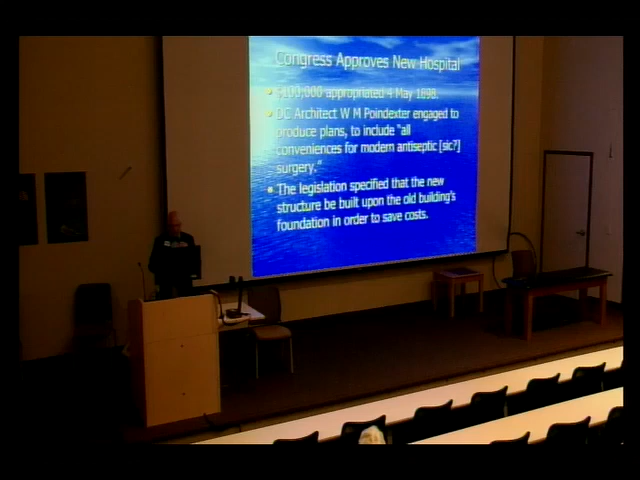 Congress Approves New Hospital
$100,000 appropriated 4 May 1898.
DC Architect W M Poindexter engaged to
produce plans, to include "all
conveniences for modern antiseptic [sic?]
surgery."
The legislation specified that the new
structure be built upon the old building's
foundation in order to save costs.